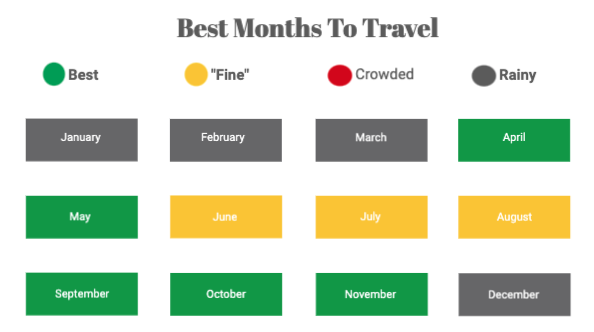 Best Months To Travel
Best "Fine" Crowded Rainy
January February March April
May June July August
September October November December